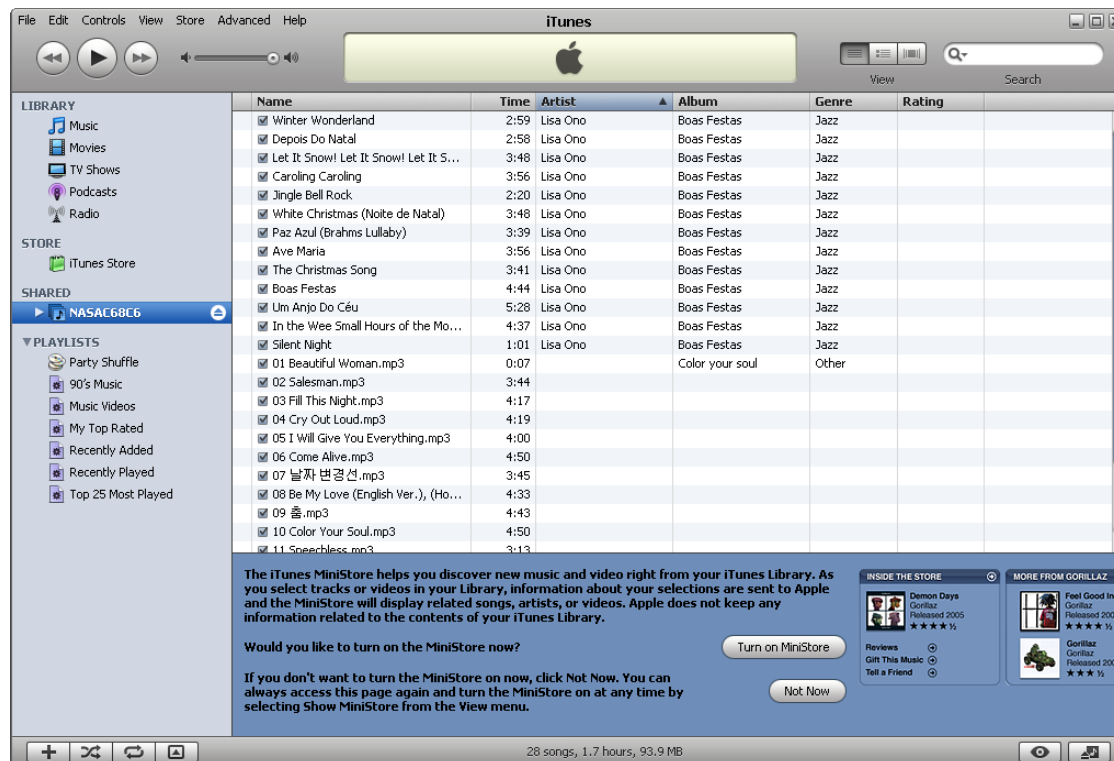 File Edit Controls View Store Advanced Help
iTunes
View
Search
LIBRARY
Music
Movies
TV Shows
Podcasts
Radio
STORE
iTunes Store
SHARED
NASAC68C6
PLAYLISTS
Party Shuffle
90's Music
Music Videos
My Top Rated
Recently Added
Recently Played
Top 25 Most Played
Name Time Artist Album Genre Rating
Winter Wonderland 2:59 Lisa Ono Boas Festas Jazz
Depois Do Natal 2:58 Lisa Ono Boas Festas Jazz
Let It Snow! Let It Snow! Let It S... 3:48 Lisa Ono Boas Festas Jazz
Caroling Caroling 3:56 Lisa Ono Boas Festas Jazz
Jingle Bell Rock 2:20 Lisa Ono Boas Festas Jazz
White Christmas (Noite de Natal) 3:48 Lisa Ono Boas Festas Jazz
Paz Azul (Brahms Lullaby) 3:39 Lisa Ono Boas Festas Jazz
Ave Maria 3:56 Lisa Ono Boas Festas Jazz
The Christmas Song 3:41 Lisa Ono Boas Festas Jazz
Boas Festas 4:44 Lisa Ono Boas Festas Jazz
Um Anjo Do Céu 5:28 Lisa Ono Boas Festas Jazz
In the Wee Small Hours of the Mo... 4:37 Lisa Ono Boas Festas Jazz
Silent Night 1:01 Lisa Ono Boas Festas Jazz
01 Beautiful Woman.mp3 0:07 Color your soul Other
02 Salesman.mp3 3:44
03 Fill This Night.mp3 4:17
04 Cry Out Loud.mp3 4:19
05 I Will Give You Everything.mp3 4:00
06 Come Alive.mp3 4:50
07 날짜 변경선.mp3 3:45
08 Be My Love (English Ver.), (Ho... 4:33
09 춤.mp3 4:43
10 Color Your Soul.mp3 4:50
11 Speechless.mp3 3:13
The iTunes MiniStore helps you discover new music and video right from your iTunes Library. As
you select tracks or videos in your Library, information about your selections are sent to Apple
and the MiniStore will display related songs, artists, or videos. Apple does not keep any
information related to the contents of your iTunes Library.
Would you like to turn on the MiniStore now?
Turn on MiniStore
If you don't want to turn the MiniStore on now, click Not Now. You can
always access this page again and turn the MiniStore on at any time by
selecting Show MiniStore from the View menu.
Not Now
INSIDE THE STORE
Demon Days
Gorillaz
Released 2005
Reviews
Gift This Music
Tell a Friend
MORE FROM GORILLAZ
Feel Good In
Gorillaz
Released 200
Gorillaz
Gorillaz
Released 200
28 songs, 1.7 hours, 93.9 MB